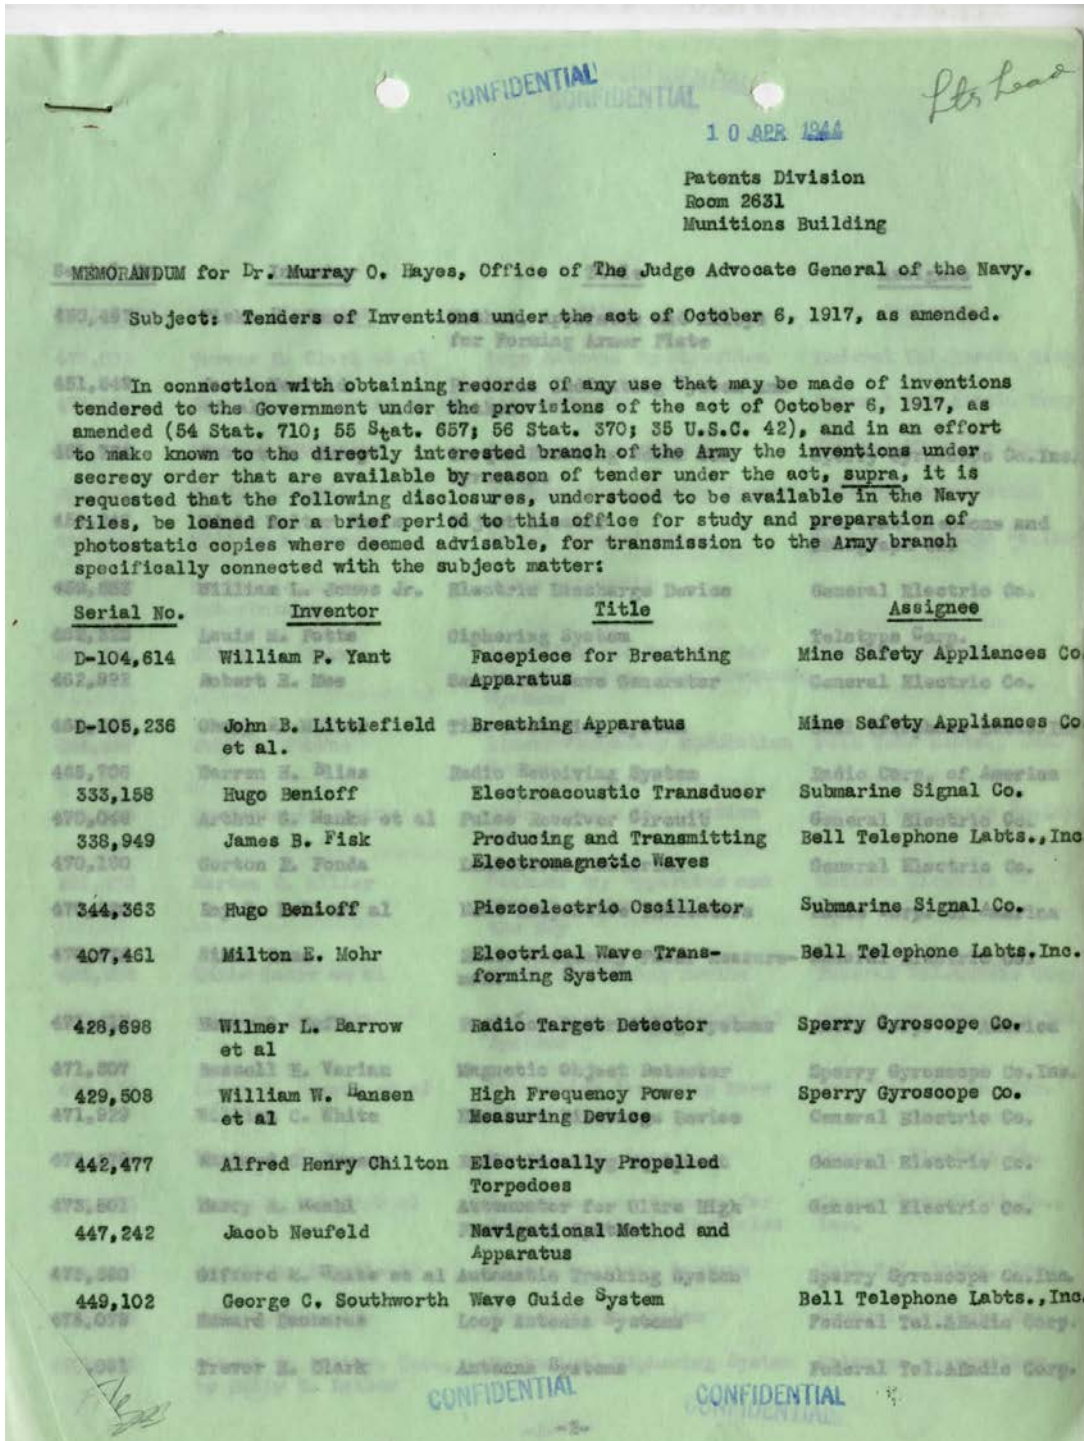 CONFIDENTIAL
10 APR 1944
Patents Division
Room 2631
Munitions Building
MEMORANDUM for Dr. Murray O. Hayes, Office of The Judge Advocate General of the Navy.
Subject: Tenders of Inventions under the act of October 6, 1917, as amended.
In connection with obtaining records of any use that may be made of inventions
tendered to the Government under the provisions of the act of October 6, 1917, as
amended (54 Stat. 710; 55 Stat. 657; 56 Stat. 370; 35 U.S.C. 42), and in an effort
to make known to the directly interested branch of the Army the inventions under
secrecy order that are available by reason of tender under the act, supra, it is
requested that the following disclosures, understood to be available in the Navy
files, be loaned for a brief period to this office for study and preparation of
photostatic copies where deemed advisable, for transmission to the Army branch
specifically connected with the subject matter:
Serial No. Inventor Title Assignee
D-104,614 William P. Yant Facepiece for Breathing Mine Safety Appliances Co
Apparatus
D-105,236 John B. Littlefield Breathing Apparatus Mine Safety Appliances Co
et al.
333,158 Hugo Benioff Electroacoustic Transducer Submarine Signal Co.
338,949 James B. Fisk Producing and Transmitting Bell Telephone Labts.,Inc
Electromagnetic Waves
344,363 Hugo Benioff Piezoelectric Oscillator Submarine Signal Co.
407,461 Milton E. Mohr Electrical Wave Trans- Bell Telephone Labts.Inc.
forming System
428,698 Wilmer L. Barrow Radio Target Detector Sperry Gyroscope Co.
et al
429,508 William W. Hansen High Frequency Power Sperry Gyroscope Co.
et al Measuring Device
442,477 Alfred Henry Chilton Electrically Propelled
Torpedoes
447,242 Jacob Neufeld Navigational Method and
Apparatus
449,102 George C. Southworth Wave Guide System Bell Telephone Labts.,Inc.
CONFIDENTIAL CONFIDENTIAL